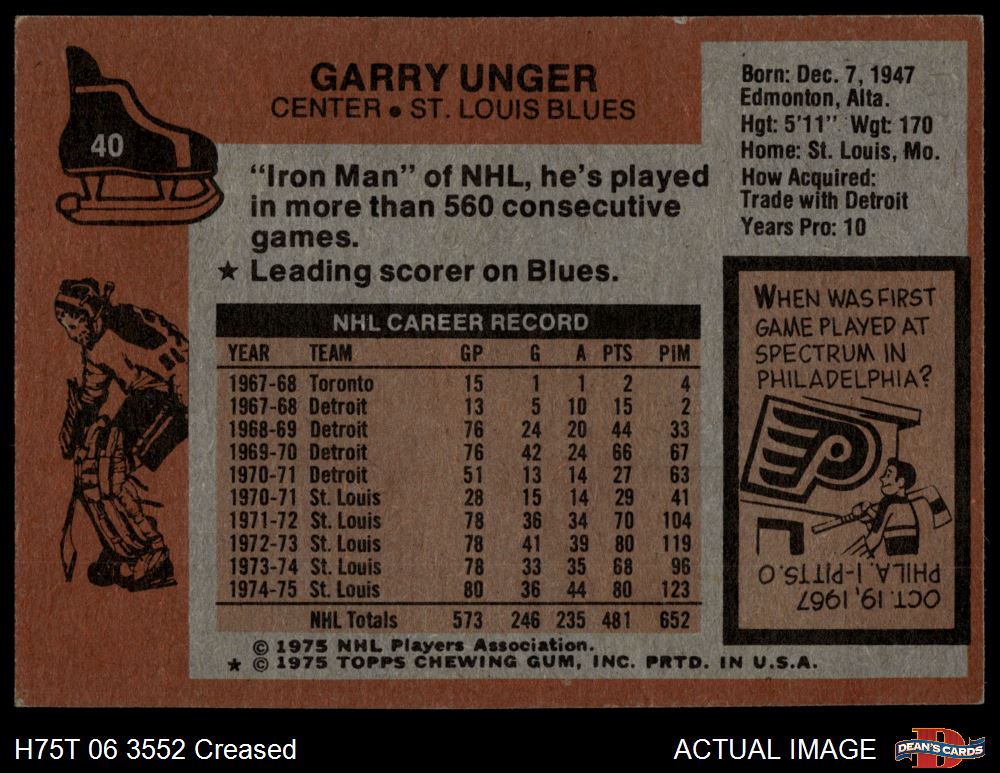 40
GARRY UNGER
CENTER • ST. LOUIS BLUES
"Iron Man" of NHL, he's played
in more than 560 consecutive
games.
★ Leading scorer on Blues.
Born: Dec. 7, 1947
Edmonton, Alta.
Hgt: 5'11" Wgt: 170
Home: St. Louis, Mo.
How Acquired:
Trade with Detroit
Years Pro: 10
NHL CAREER RECORD
YEAR TEAM GP G A PTS PIM
1967-68 Toronto 15 1 1 2 4
1967-68 Detroit 13 5 10 15 2
1968-69 Detroit 76 24 20 44 33
1969-70 Detroit 76 42 24 66 67
1970-71 Detroit 51 13 14 27 63
1970-71 St. Louis 28 15 14 29 41
1971-72 St. Louis 78 36 34 70 104
1972-73 St. Louis 78 41 39 80 119
1973-74 St. Louis 78 33 35 68 96
1974-75 St. Louis 80 36 44 80 123
NHL Totals 573 246 235 481 652
© 1975 NHL Players Association.
★ © 1975 TOPPS CHEWING GUM, INC. PRTD. IN U.S.A.
WHEN WAS FIRST
GAME PLAYED AT
SPECTRUM IN
PHILADELPHIA?
P
OCT. 19, 1967
PHILA. 1-PITTS. 0
H75T 06 3552 Creased
ACTUAL IMAGE
D
DEAN'S CARDS